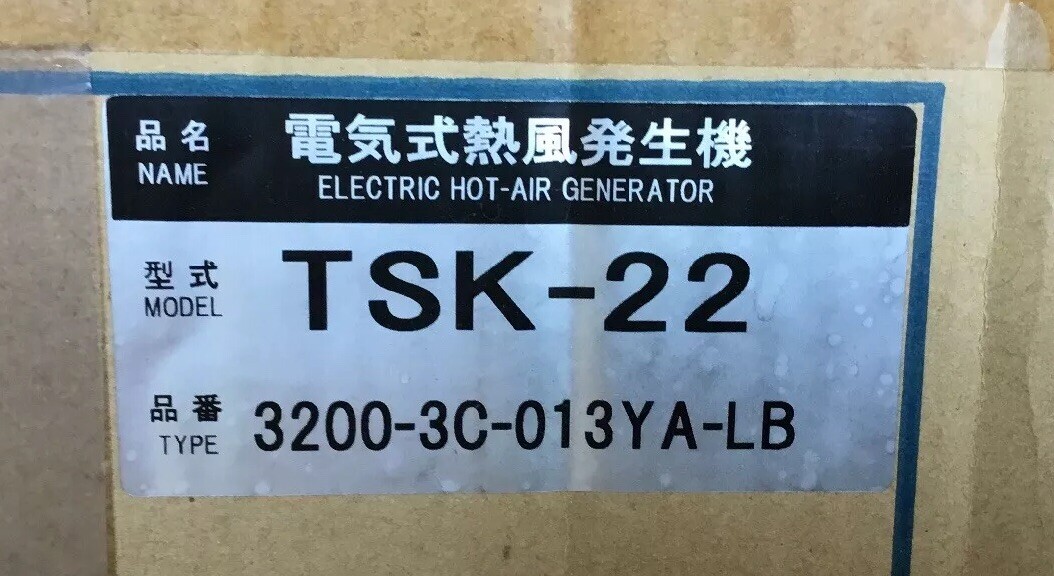 品名 電気式熱風発生機
NAME ELECTRIC HOT-AIR GENERATOR
型式 TSK-22
MODEL
品番 3200-3C-013YA-LB
TYPE